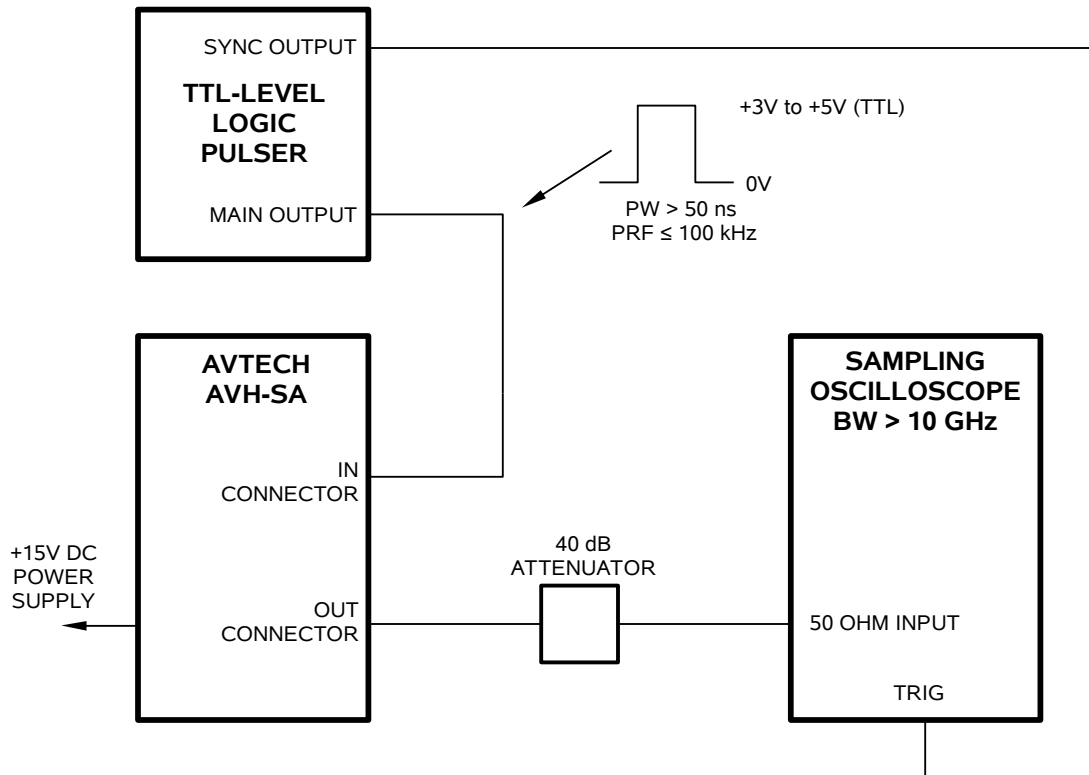 SYNC OUTPUT
TTL-LEVEL
LOGIC
PULSER
MAIN OUTPUT
+3V to +5V (TTL)
0V
PW > 50 ns
PRF ≤ 100 kHz
AVTECH
AVH-SA
IN
CONNECTOR
OUT
CONNECTOR
+15V DC
POWER
SUPPLY
40 dB
ATTENUATOR
SAMPLING
OSCILLOSCOPE
BW > 10 GHz
50 OHM INPUT
TRIG